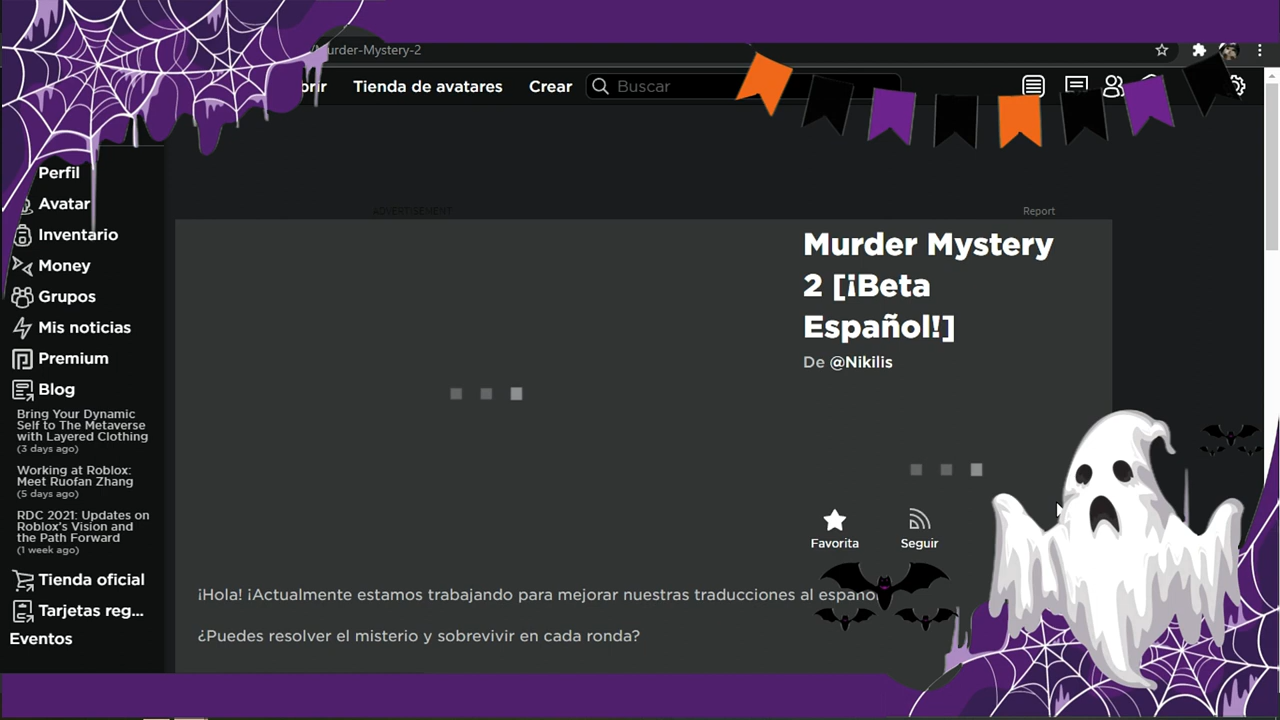 /Murder-Mystery-2
Tienda de avatares
Crear
Buscar
Perfil
Avatar
Inventario
Money
Grupos
Mis noticias
Premium
Blog
Bring Your Dynamic
Self to The Metaverse
with Layered Clothing
(3 days ago)
Working at Roblox:
Meet Ruofan Zhang
(5 days ago)
RDC 2021: Updates on
Roblox's Vision and
the Path Forward
(1 week ago)
Tienda oficial
Tarjetas reg...
Eventos
ADVERTISEMENT
Report
Murder Mystery
2 [¡Beta
Español!]
De @Nikilis
Favorita
Seguir
¡Hola! ¡Actualmente estamos trabajando para mejorar nuestras traducciones al español
¿Puedes resolver el misterio y sobrevivir en cada ronda?